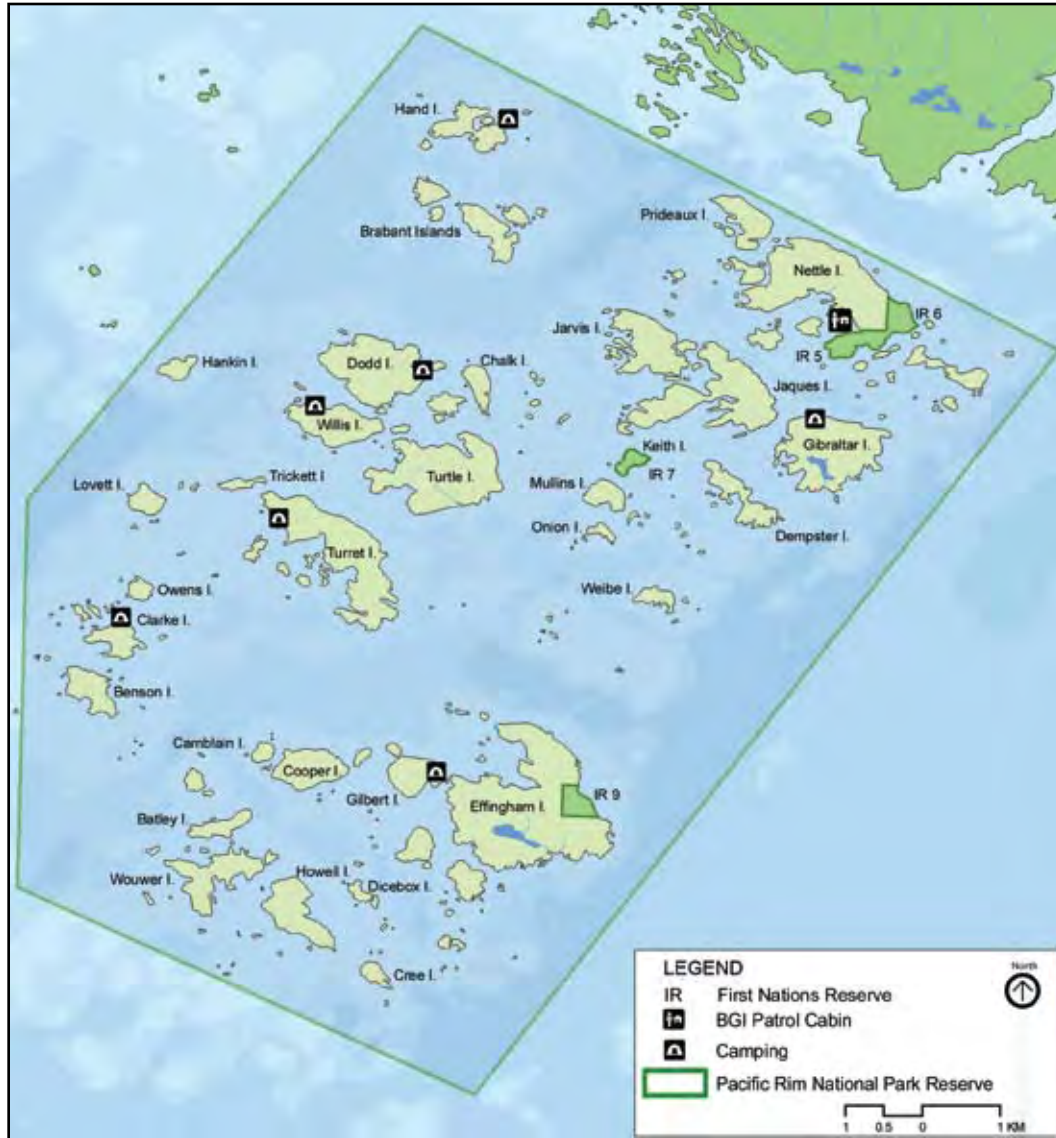 Hand I.
Brabant Islands
Prideaux I.
Nettle I.
IR 6
IR 5
Jarvis I.
Jaques I.
Hankin I.
Dodd I.
Chalk I.
Willis I.
Gibraltar I.
Keith I.
IR 7
Turtle I.
Trickett I
Lovett I.
Mullins I.
Onion I.
Dempster I.
Turret I.
Owens I.
Weibe I.
Clarke I.
Benson I.
Camblain I.
Cooper I.
Gilbert I.
Effingham I.
IR 9
Batley I.
Wouwer I.
Howell I.
Dicebox I.
Cree I.
LEGEND
North
IR First Nations Reserve
BGI Patrol Cabin
Camping
Pacific Rim National Park Reserve
1 0.5 0 1 KM